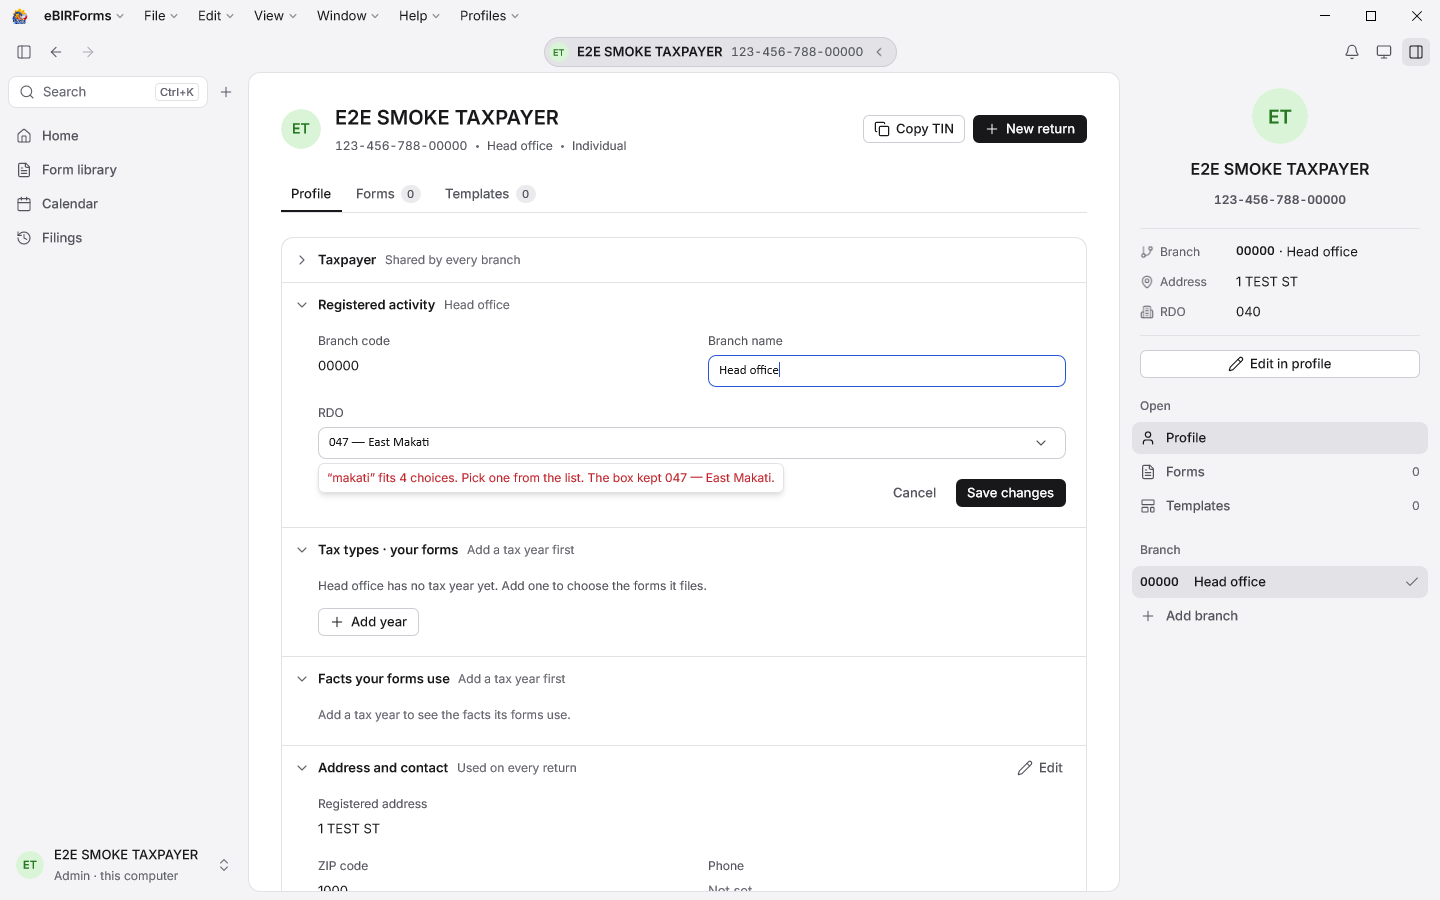 eBIRForms File Edit View Window Help Profiles
ET E2E SMOKE TAXPAYER 123-456-788-00000
Search Ctrl+K
Home
Form library
Calendar
Filings
ET
E2E SMOKE TAXPAYER
Admin · this computer
ET
E2E SMOKE TAXPAYER
123-456-788-00000 • Head office • Individual
Copy TIN
New return
Profile Forms 0 Templates 0
Taxpayer Shared by every branch
Registered activity Head office
Branch code
00000
Branch name
Head office
RDO
047 — East Makati
“makati” fits 4 choices. Pick one from the list. The box kept 047 — East Makati.
Cancel Save changes
Tax types · your forms Add a tax year first
Head office has no tax year yet. Add one to choose the forms it files.
Add year
Facts your forms use Add a tax year first
Add a tax year to see the facts its forms use.
Address and contact Used on every return
Edit
Registered address
1 TEST ST
ZIP code
1000
Phone
Not set
ET
E2E SMOKE TAXPAYER
123-456-788-00000
Branch 00000 · Head office
Address 1 TEST ST
RDO 040
Edit in profile
Open
Profile
Forms 0
Templates 0
Branch
00000 Head office
Add branch